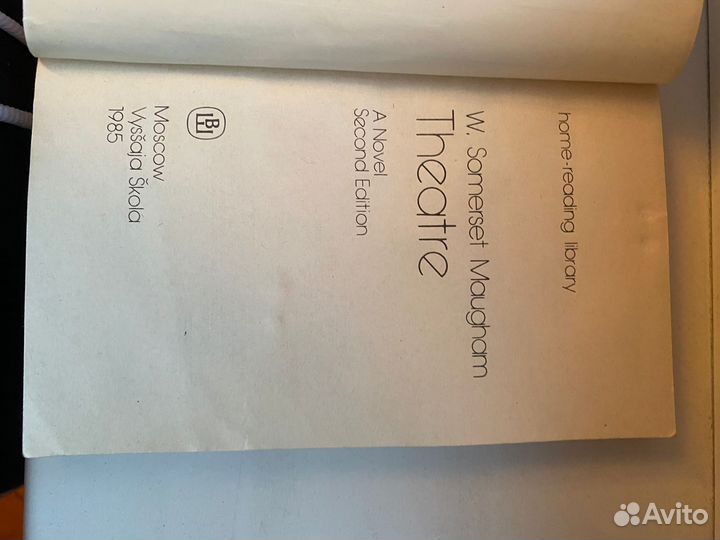 home-reading library
W. Somerset Maugham
Theatre
A Novel
Second Edition
Moscow
Vysšaja Škola
1985
Avito